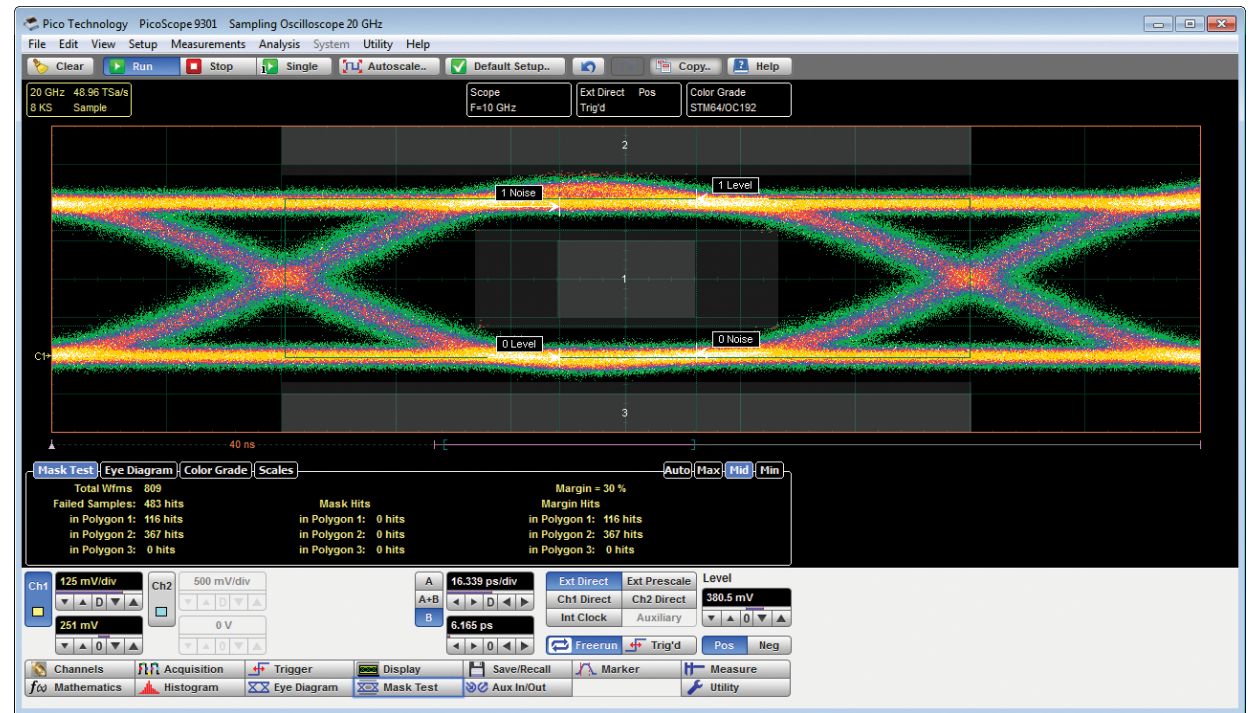 Pico Technology PicoScope 9301 Sampling Oscilloscope 20 GHz
File Edit View Setup Measurements Analysis System Utility Help
Clear Run Stop Single Autoscale.. Default Setup.. Copy.. Help
20 GHz 48.96 TSa/s Scope Ext Direct Pos Color Grade
8 KS Sample F=10 GHz Trig'd STM64/OC192
2
1 Noise 1 Level
1
0 Level 0 Noise
C1
3
40 ns
Mask Test Eye Diagram Color Grade Scales Auto Max Mid Min
Total Wfms 809 Margin = 30 %
Failed Samples: 483 hits Mask Hits Margin Hits
in Polygon 1: 116 hits in Polygon 1: 0 hits in Polygon 1: 116 hits
in Polygon 2: 367 hits in Polygon 2: 0 hits in Polygon 2: 367 hits
in Polygon 3: 0 hits in Polygon 3: 0 hits in Polygon 3: 0 hits
Ch1 125 mV/div Ch2 500 mV/div A 16.339 ps/div Ext Direct Ext Prescale Level
D D A+B D Ch1 Direct Ch2 Direct 380.5 mV
251 mV 0 V B 6.165 ps Int Clock Auxiliary 0
0 0 0 Freerun Trig'd Pos Neg
Channels Acquisition Trigger Display Save/Recall Marker Measure
f(x) Mathematics Histogram Eye Diagram Mask Test Aux In/Out Utility